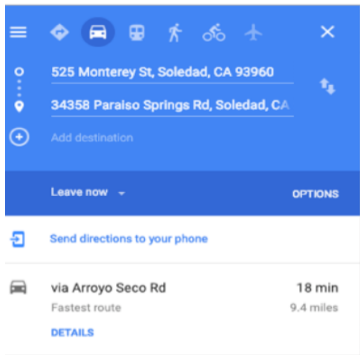 525 Monterey St, Soledad, CA 93960
34358 Paraiso Springs Rd, Soledad, CA
Add destination
Leave now
OPTIONS
Send directions to your phone
via Arroyo Seco Rd 18 min
Fastest route 9.4 miles
DETAILS